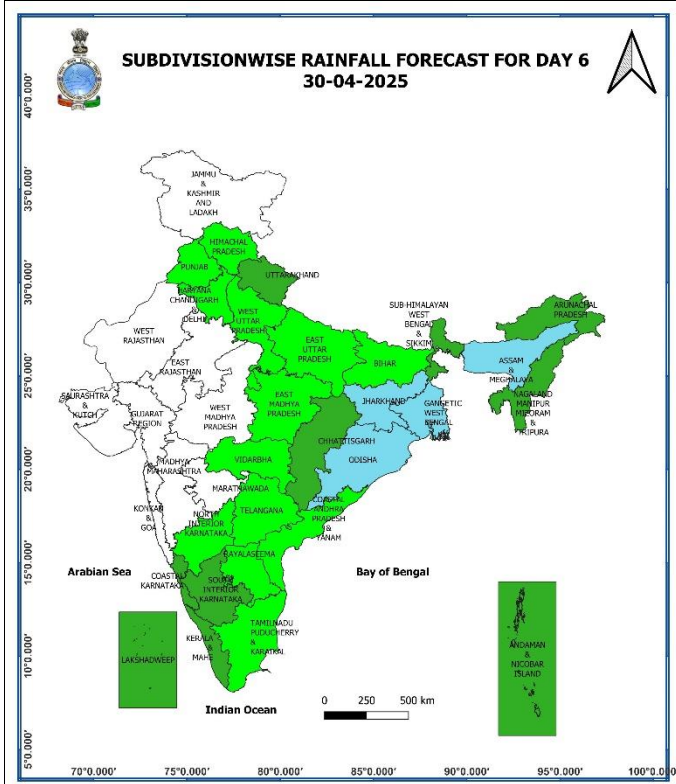 SUBDIVISIONWISE RAINFALL FORECAST FOR DAY 6
30-04-2025
40°0.000'
35°0.000'
30°0.000'
25°0.000'
20°0.000'
15°0.000'
10°0.000'
5°0.000'
JAMMU
&
KASHMIR
AND
LADAKH
HIMACHAL
PRADESH
PUNJAB
UTTARAKHAND
HARYANA
CHANDIGARH
&
DELHI
WEST
UTTAR
PRADESH
WEST
RAJASTHAN
EAST
RAJASTHAN
EAST
UTTAR
PRADESH
BIHAR
SUB-HIMALAYAN
WEST
BENGAL
&
SIKKIM
ARUNACHAL
PRADESH
ASSAM
&
MEGHALAYA
NAGALAND
MANIPUR
MIZORAM
&
TRIPURA
SAURASHTRA
&
KUTCH
GUJARAT
REGION
WEST
MADHYA
PRADESH
EAST
MADHYA
PRADESH
JHARKHAND
GANGETIC
WEST
BENGAL
CHHATTISGARH
ODISHA
VIDARBHA
MADHYA
MAHARASHTRA
MARATHAWADA
KONKAN
&
GOA
NORTH
INTERIOR
KARNATAKA
TELANGANA
COASTAL
ANDHRA
PRADESH
&
YANAM
RAYALASEEMA
COASTAL
KARNATAKA
SOUTH
INTERIOR
KARNATAKA
TAMILNADU
PUDUCHERRY
&
KARAIKAL
KERALA
&
MAHE
LAKSHADWEEP
ANDAMAN
&
NICOBAR
ISLAND
Arabian Sea
Bay of Bengal
Indian Ocean
0 250 500 km
70°0.000' 75°0.000' 80°0.000' 85°0.000' 90°0.000' 95°0.000' 100°0.000'